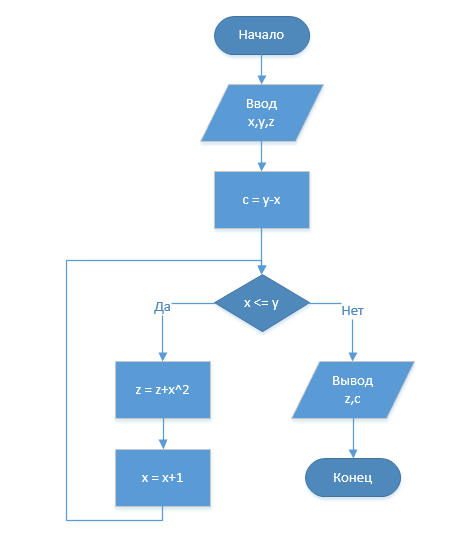 Начало
Ввод
x,y,z
c = y-x
x <= y
Да
Нет
z = z+x^2
Вывод
z,c
x = x+1
Конец